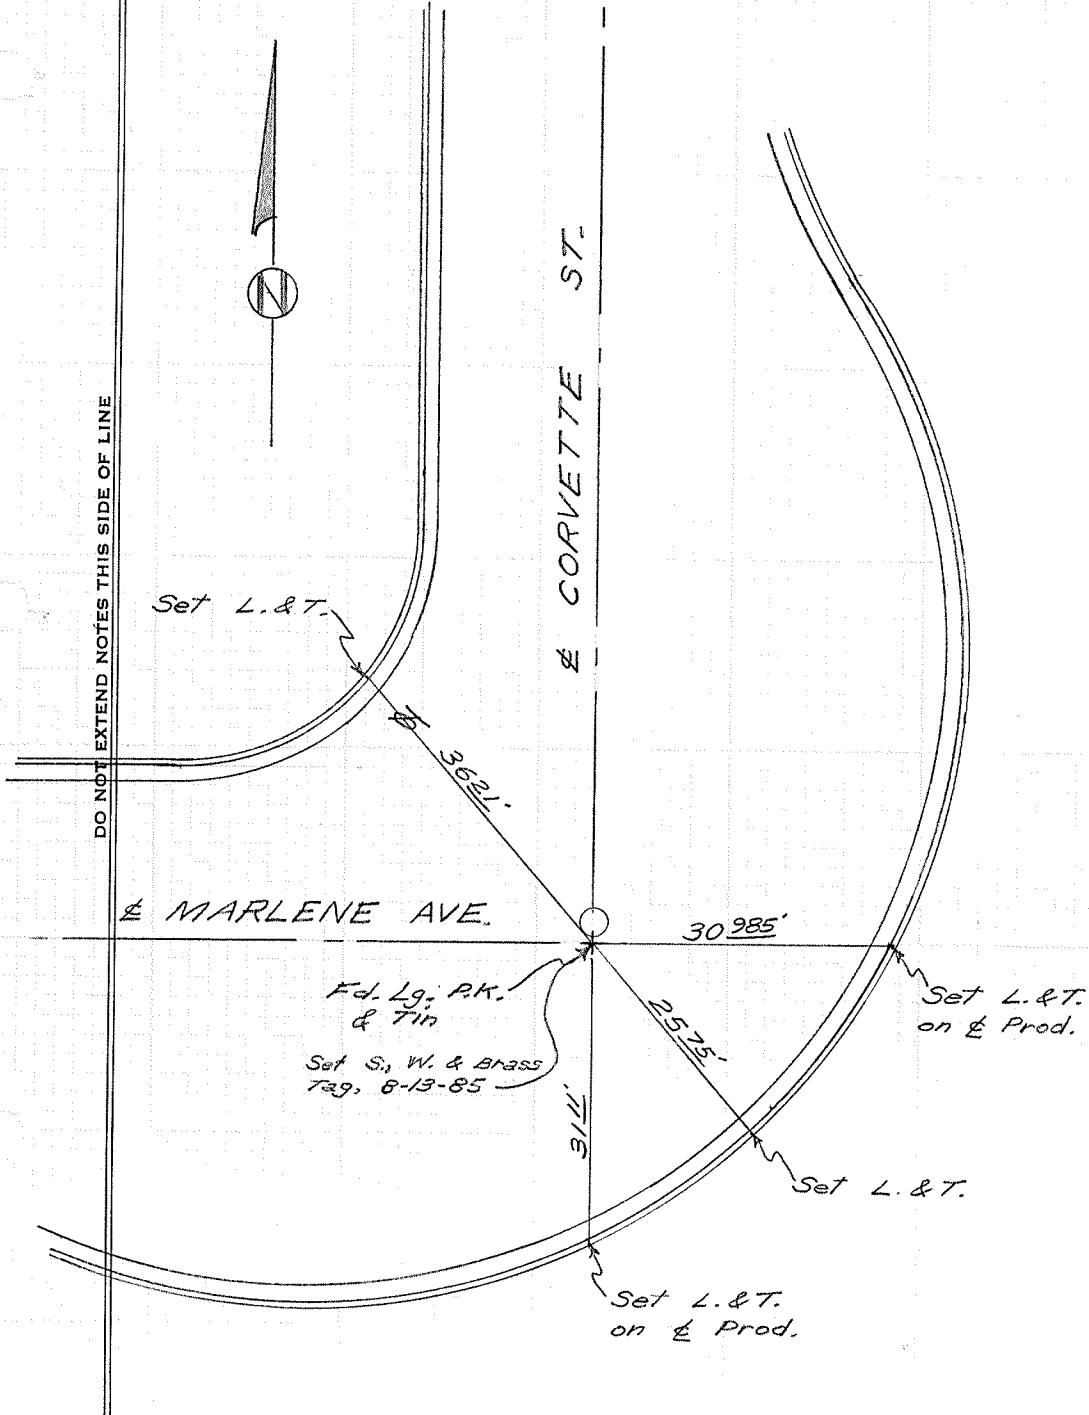 N
DO NOT EXTEND NOTES THIS SIDE OF LINE
℄ CORVETTE ST.
Set L.&T.
36 21'
℄ MARLENE AVE.
30 985'
Fd. Lg. P.K.
& Tin
Set L.&T.
on ℄ Prod.
25 75'
Set S., W. & Brass
Tag, 8-13-85
31 11'
Set L.&T.
Set L.&T.
on ℄ Prod.